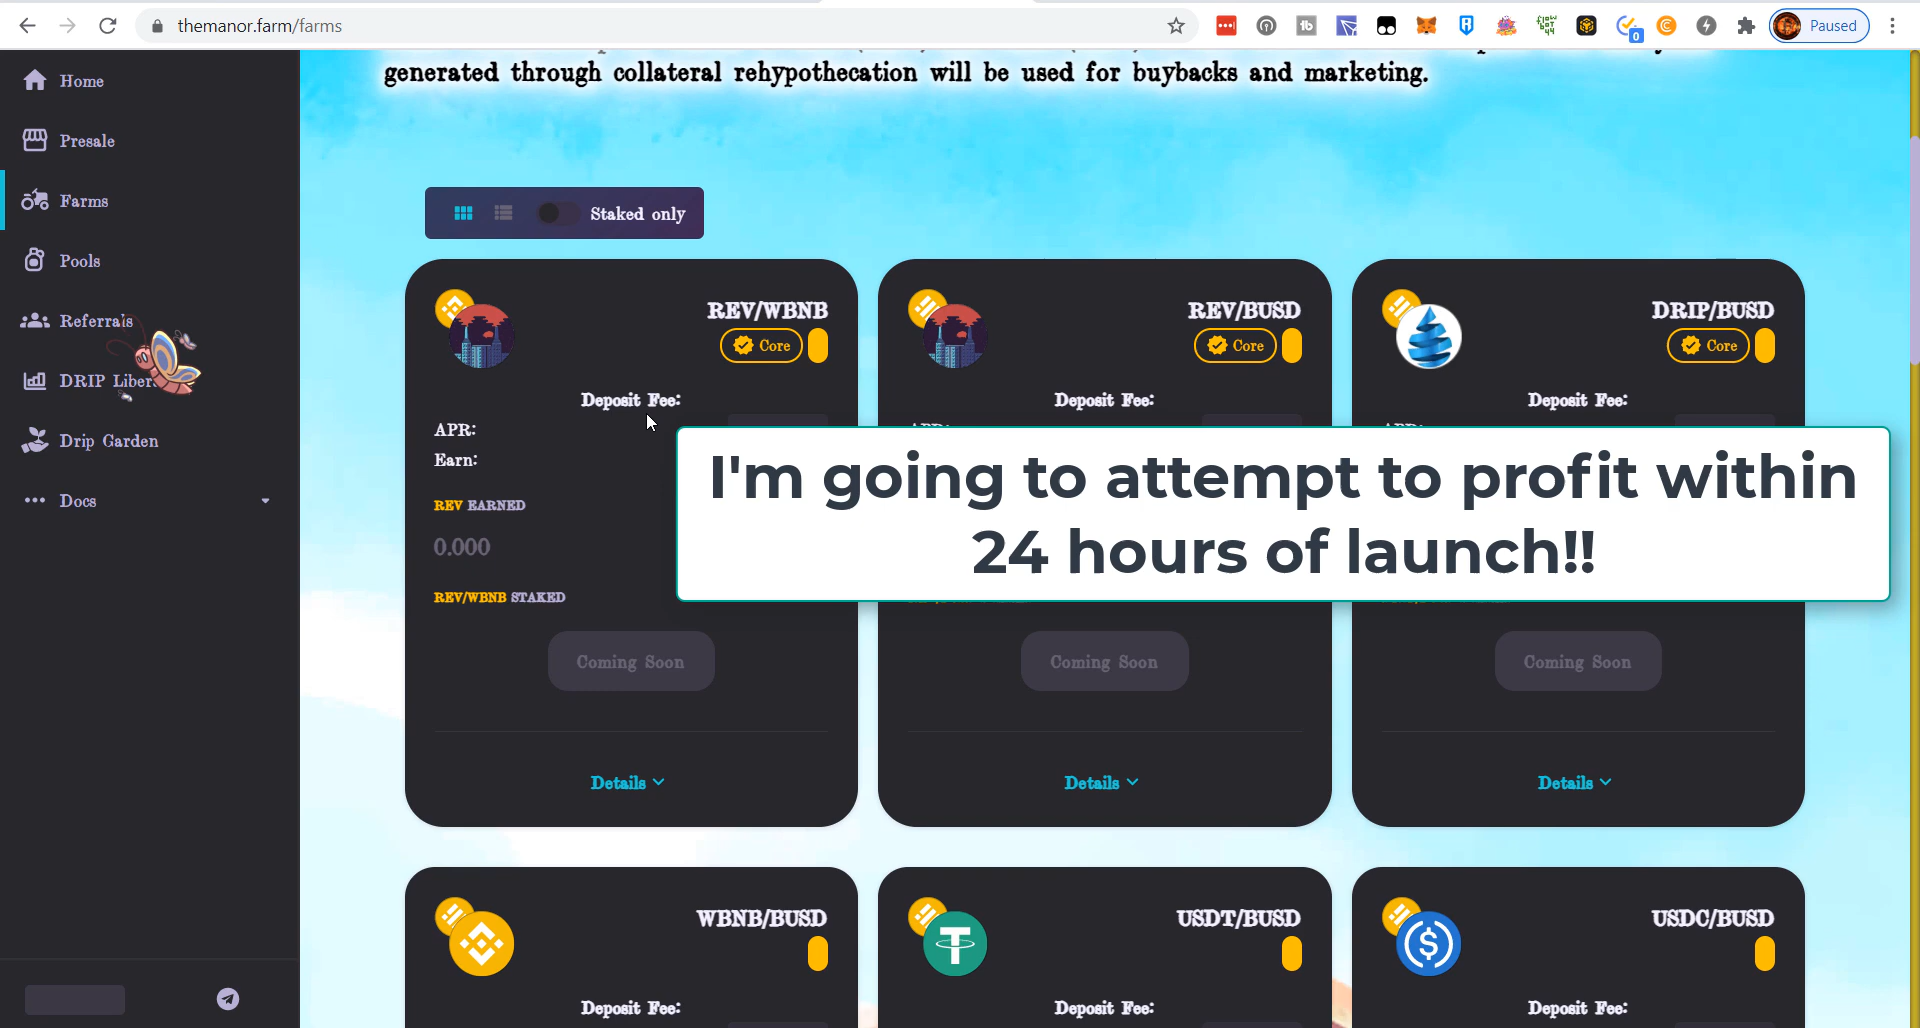 themanor.farm/farms
Paused
0
Home
Presale
Farms
Pools
Referrals
DRIP Liber
Drip Garden
Docs
generated through collateral rehypothecation will be used for buybacks and marketing.
Staked only
REV/WBNB
Core
Deposit Fee:
APR:
Earn:
REV EARNED
0.000
REV/WBNB STAKED
Coming Soon
Details
REV/BUSD
Core
Deposit Fee:
Coming Soon
Details
DRIP/BUSD
Core
Deposit Fee:
Coming Soon
Details
I'm going to attempt to profit within
24 hours of launch!!
WBNB/BUSD
Deposit Fee:
USDT/BUSD
Deposit Fee:
USDC/BUSD
Deposit Fee: